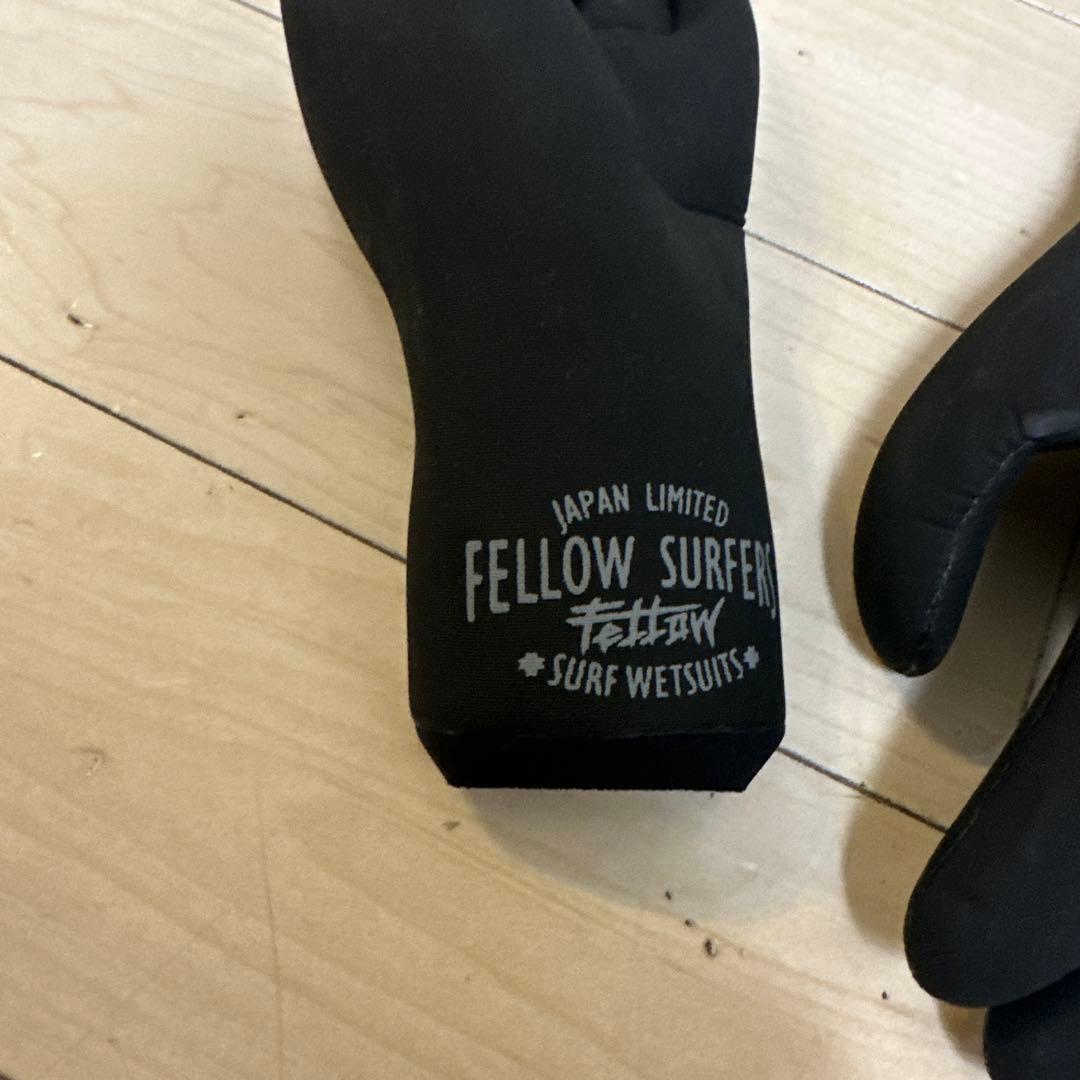 JAPAN LIMITED
FELLOW SURFERS
Fellow
SURF WETSUITS